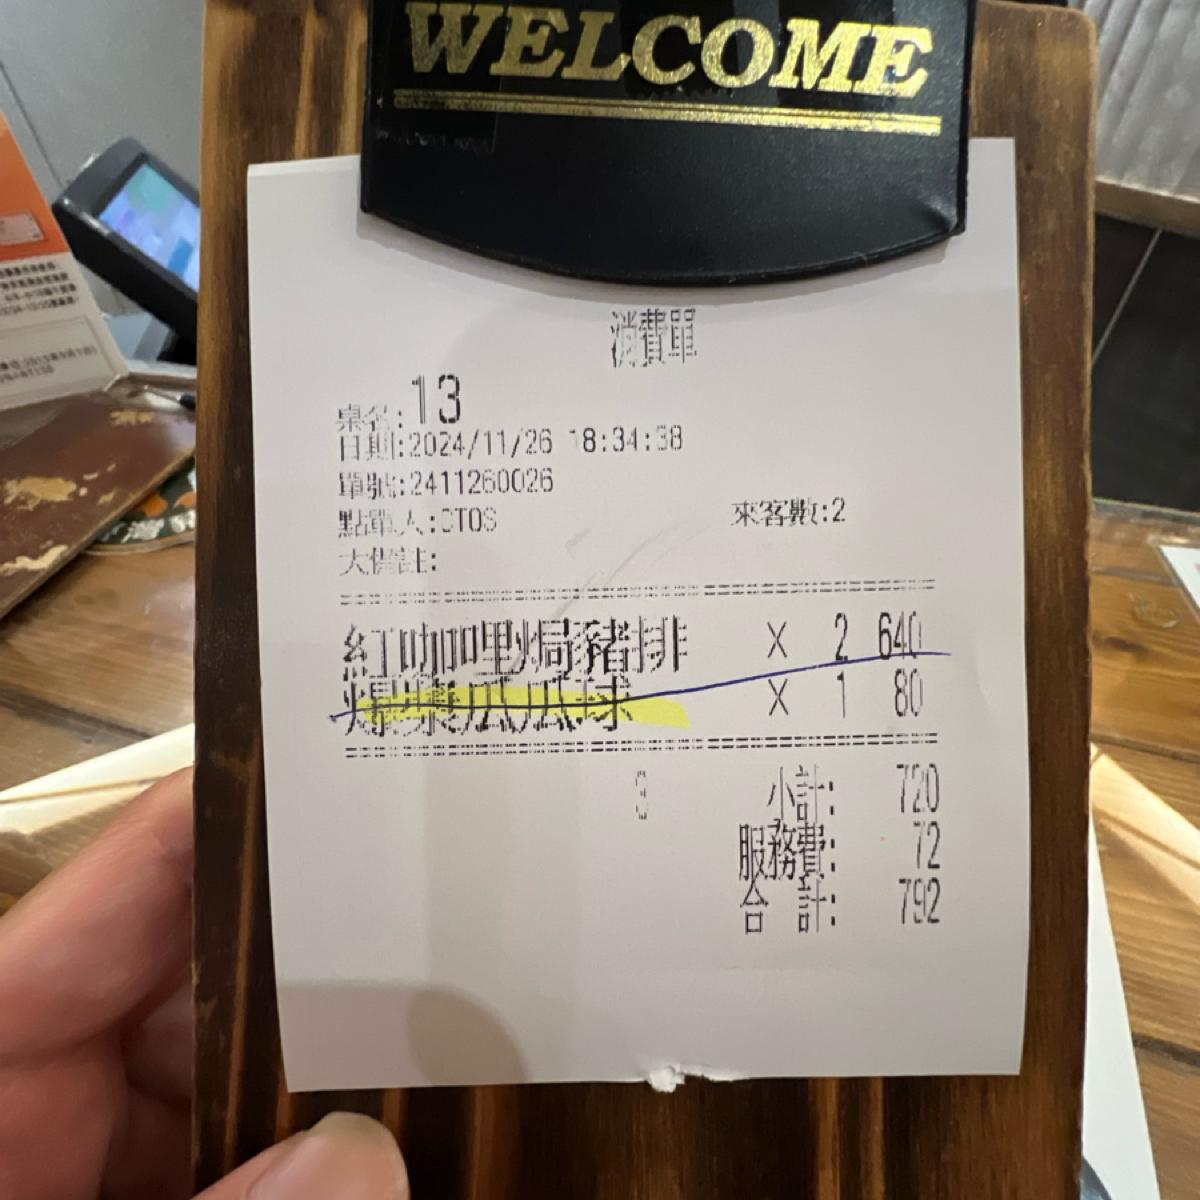 WELCOME
消費單
桌名:13
日期:2024/11/26 18:34:38
單號:2411260026
點單人:CTOS 來客數:2
大備註:
紅咖哩焗豬排 X 2 640
爆漿瓜瓜球 X 1 80
3 小計: 720
服務費: 72
合 計: 792